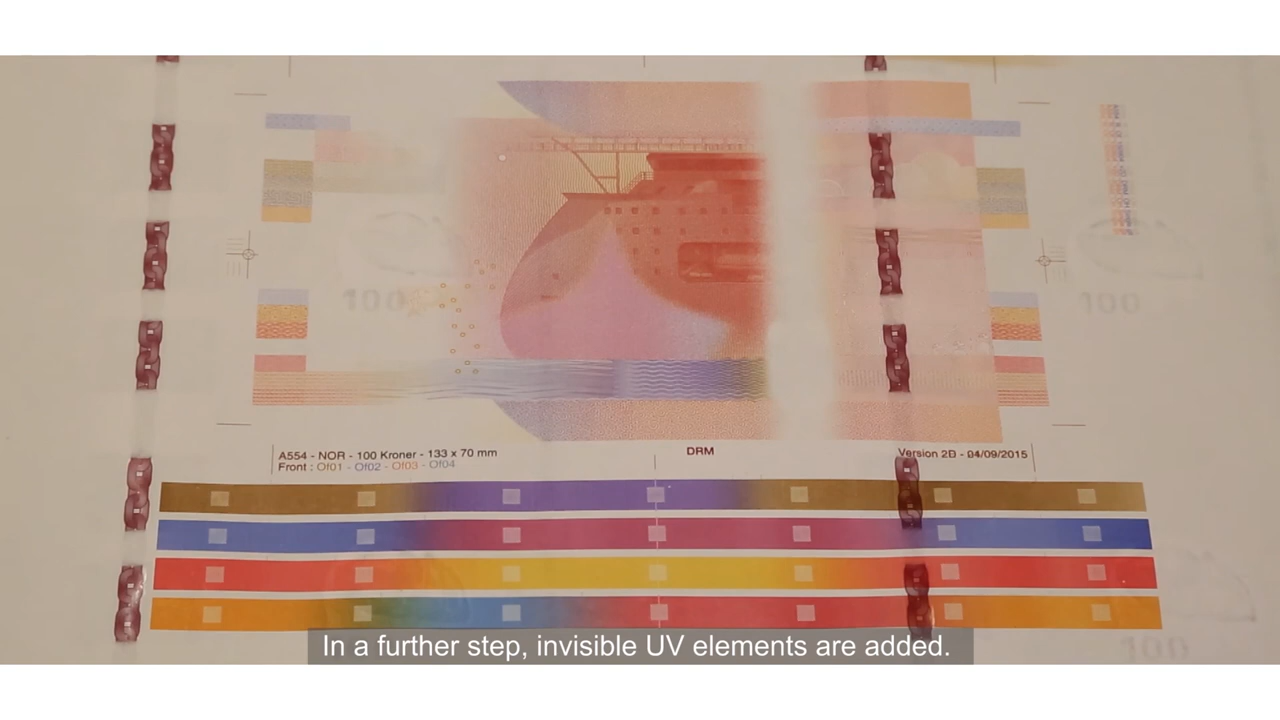 100
100
A554 - NOR - 100 Kroner - 133 x 70 mm
DRM
Version 2D - 04/09/2015
Front : Of01 - Of02 - Of03 - Of04
In a further step, invisible UV elements are added.
100